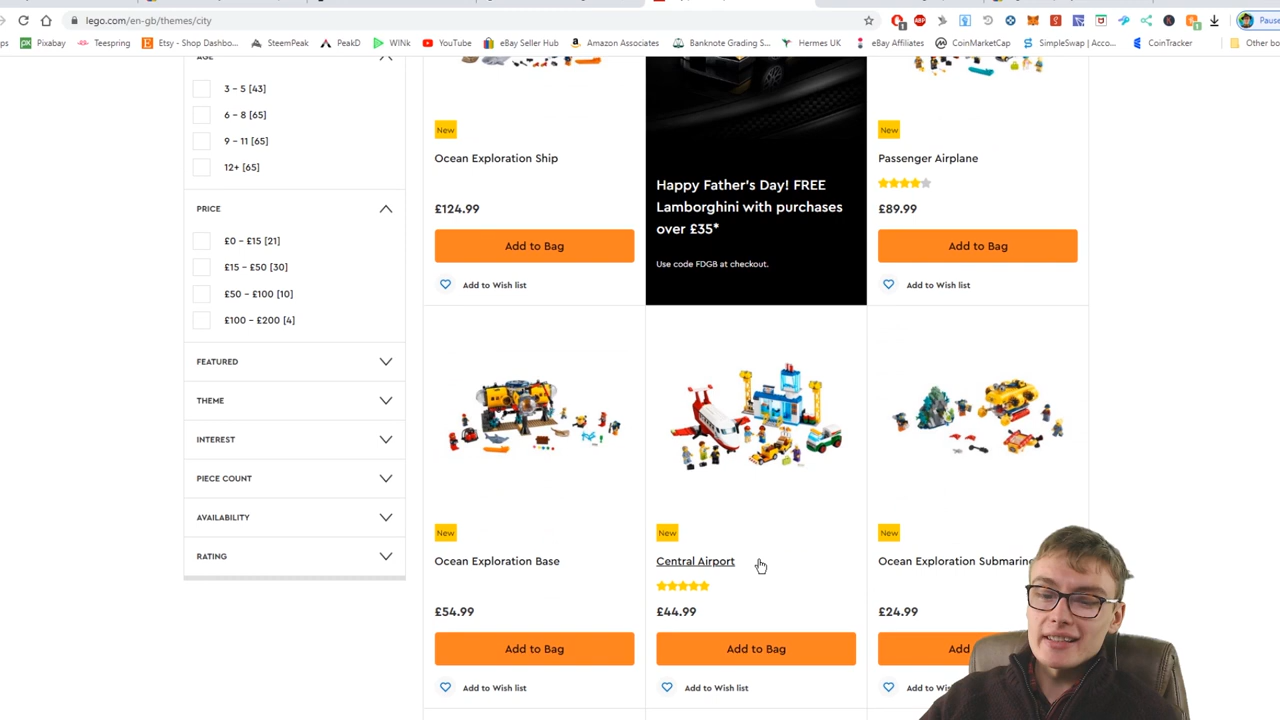 lego.com/en-gb/themes/city
Pause
Pixabay
Teespring
Etsy - Shop Dashbo...
SteemPeak
PeakD
WINk
YouTube
eBay Seller Hub
Amazon Associates
Banknote Grading S...
Hermes UK
eBay Affiliates
CoinMarketCap
SimpleSwap | Acco...
CoinTracker
Other bo
AGE
3 - 5 [43]
6 - 8 [65]
9 - 11 [65]
12+ [65]
PRICE
£0 - £15 [21]
£15 - £50 [30]
£50 - £100 [10]
£100 - £200 [4]
FEATURED
THEME
INTEREST
PIECE COUNT
AVAILABILITY
RATING
New
Ocean Exploration Ship
£124.99
Add to Bag
Add to Wish list
Happy Father's Day! FREE
Lamborghini with purchases
over £35*
Use code FDGB at checkout.
New
Passenger Airplane
£89.99
Add to Bag
Add to Wish list
New
Ocean Exploration Base
£54.99
Add to Bag
Add to Wish list
New
Central Airport
£44.99
Add to Bag
Add to Wish list
New
Ocean Exploration Submarine
£24.99
Add
Add to Wis